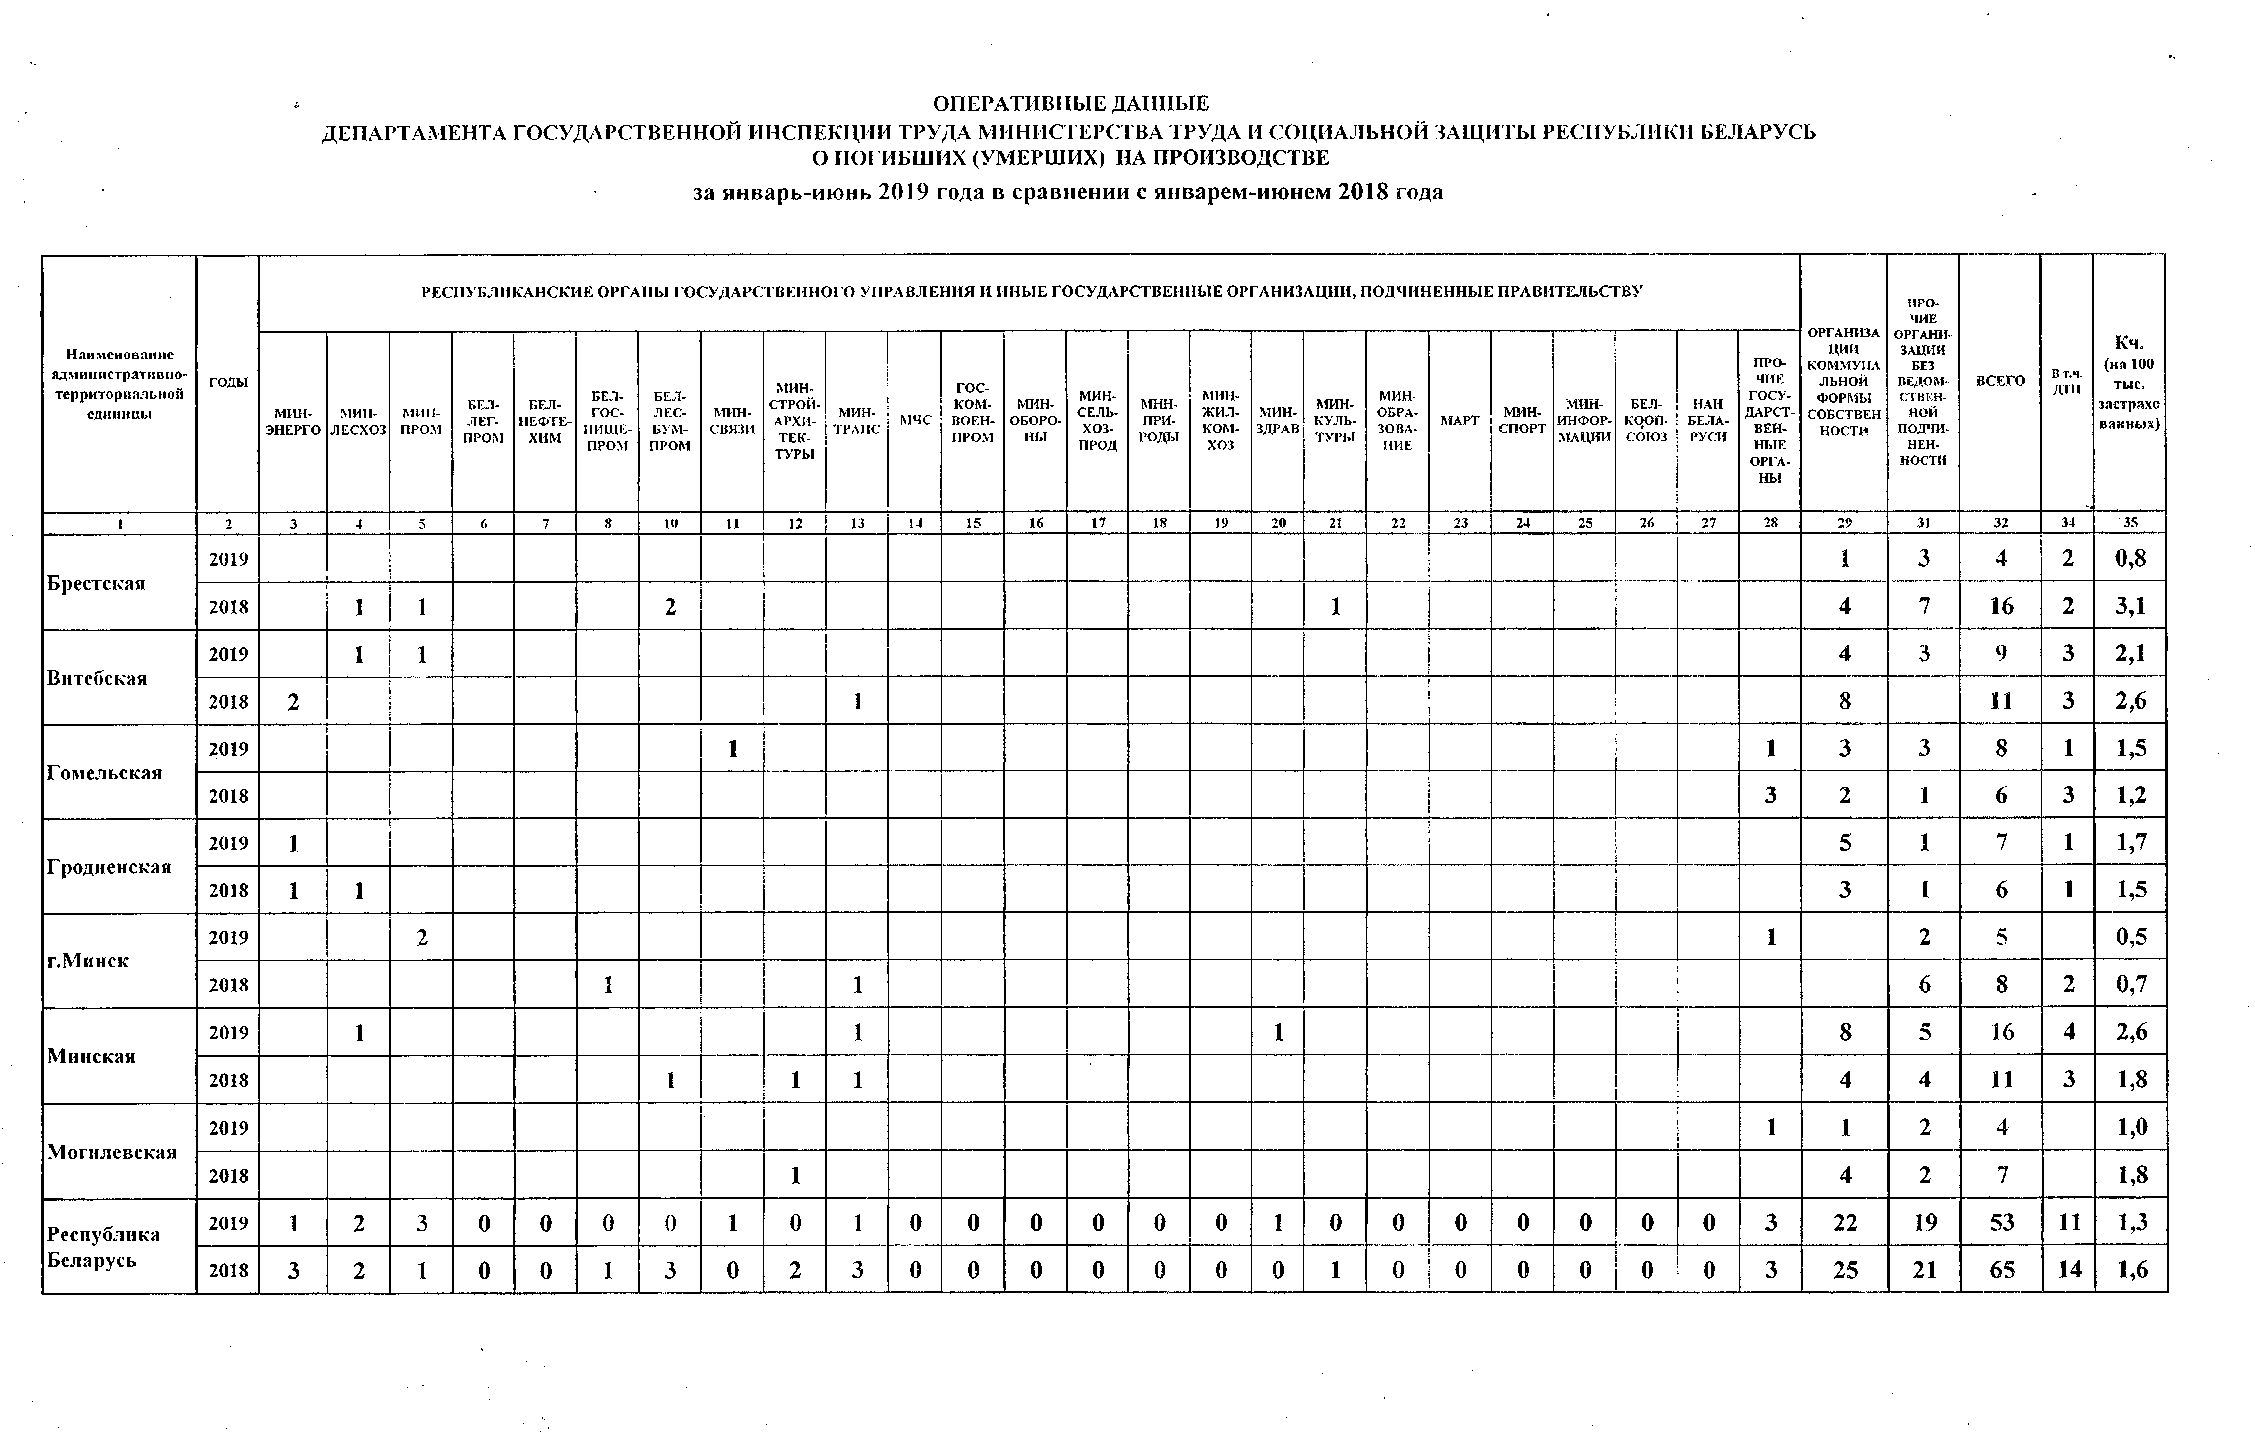 ОПЕРАТИВНЫЕ ДАННЫЕ
ДЕПАРТАМЕНТА ГОСУДАРСТВЕННОЙ ИНСПЕКЦИИ ТРУДА МИНИСТЕРСТВА ТРУДА И СОЦИАЛЬНОЙ ЗАЩИТЫ РЕСПУБЛИКИ БЕЛАРУСЬ
О ПОГИБШИХ (УМЕРШИХ) НА ПРОИЗВОДСТВЕ
за январь-июнь 2019 года в сравнении с январем-июнем 2018 года
Наименование
административно-
территориальной
единицы
ГОДЫ
РЕСПУБЛИКАНСКИЕ ОРГАНЫ ГОСУДАРСТВЕННОГО УПРАВЛЕНИЯ И ИНЫЕ ГОСУДАРСТВЕННЫЕ ОРГАНИЗАЦИИ, ПОДЧИНЕННЫЕ ПРАВИТЕЛЬСТВУ
МИН-
ЭНЕРГО
МИН-
ЛЕСХОЗ
МИН-
ПРОМ
БЕЛ-
ЛЕГ-
ПРОМ
БЕЛ-
НЕФТЕ-
ХИМ
БЕЛ-
ГОС-
ПИЩЕ-
ПРОМ
БЕЛ-
ЛЕС-
БУМ-
ПРОМ
МИН-
СВЯЗИ
МИН-
СТРОЙ-
АРХИ-
ТЕК-
ТУРЫ
МИН-
ТРАНС
МЧС
ГОС-
КОМ-
ВОЕН-
ПРОМ
МИН-
ОБОРО-
НЫ
МИН-
СЕЛЬ-
ХОЗ-
ПРОД
МИН-
ПРИ-
РОДЫ
МИН-
ЖИЛ-
КОМ-
ХОЗ
МИН-
ЗДРАВ
МИН-
КУЛЬ-
ТУРЫ
МИН-
ОБРА-
ЗОВА-
НИЕ
МАРТ
МИН-
СПОРТ
МИН-
ИНФОР-
МАЦИИ
БЕЛ-
КООП-
СОЮЗ
НАН
БЕЛА-
РУСИ
ПРО-
ЧИЕ
ГОСУ-
ДАРСТ-
ВЕН-
НЫЕ
ОРГА-
НЫ
ОРГАНИЗА
ЦИИ
КОММУНА
ЛЬНОЙ
ФОРМЫ
СОБСТВЕН
НОСТИ
ПРО-
ЧИЕ
ОРГАНИ-
ЗАЦИИ
БЕЗ
ВЕДОМ-
СТВЕН-
НОЙ
ПОДЧИ-
НЕН-
НОСТИ
ВСЕГО
В т.ч.
ДТП
Кч.
(на 100
тыс.
застрахо
ванных)
1 2 3 4 5 6 7 8 10 11 12 13 14 15 16 17 18 19 20 21 22 23 24 25 26 27 28 29 31 32 34 35
Брестская
2019 1 3 4 2 0,8
2018 1 1 2 1 4 7 16 2 3,1
Витебская
2019 1 1 4 3 9 3 2,1
2018 2 1 8 11 3 2,6
Гомельская
2019 1 1 3 3 8 1 1,5
2018 3 2 1 6 3 1,2
Гродненская
2019 1 5 1 7 1 1,7
2018 1 1 3 1 6 1 1,5
г.Минск
2019 2 1 2 5 0,5
2018 1 1 6 8 2 0,7
Минская
2019 1 1 1 8 5 16 4 2,6
2018 1 1 1 4 4 11 3 1,8
Могилевская
2019 1 1 2 4 1,0
2018 1 4 2 7 1,8
Республика
Беларусь
2019 1 2 3 0 0 0 0 1 0 1 0 0 0 0 0 0 1 0 0 0 0 0 0 0 3 22 19 53 11 1,3
2018 3 2 1 0 0 1 3 0 2 3 0 0 0 0 0 0 0 1 0 0 0 0 0 0 3 25 21 65 14 1,6